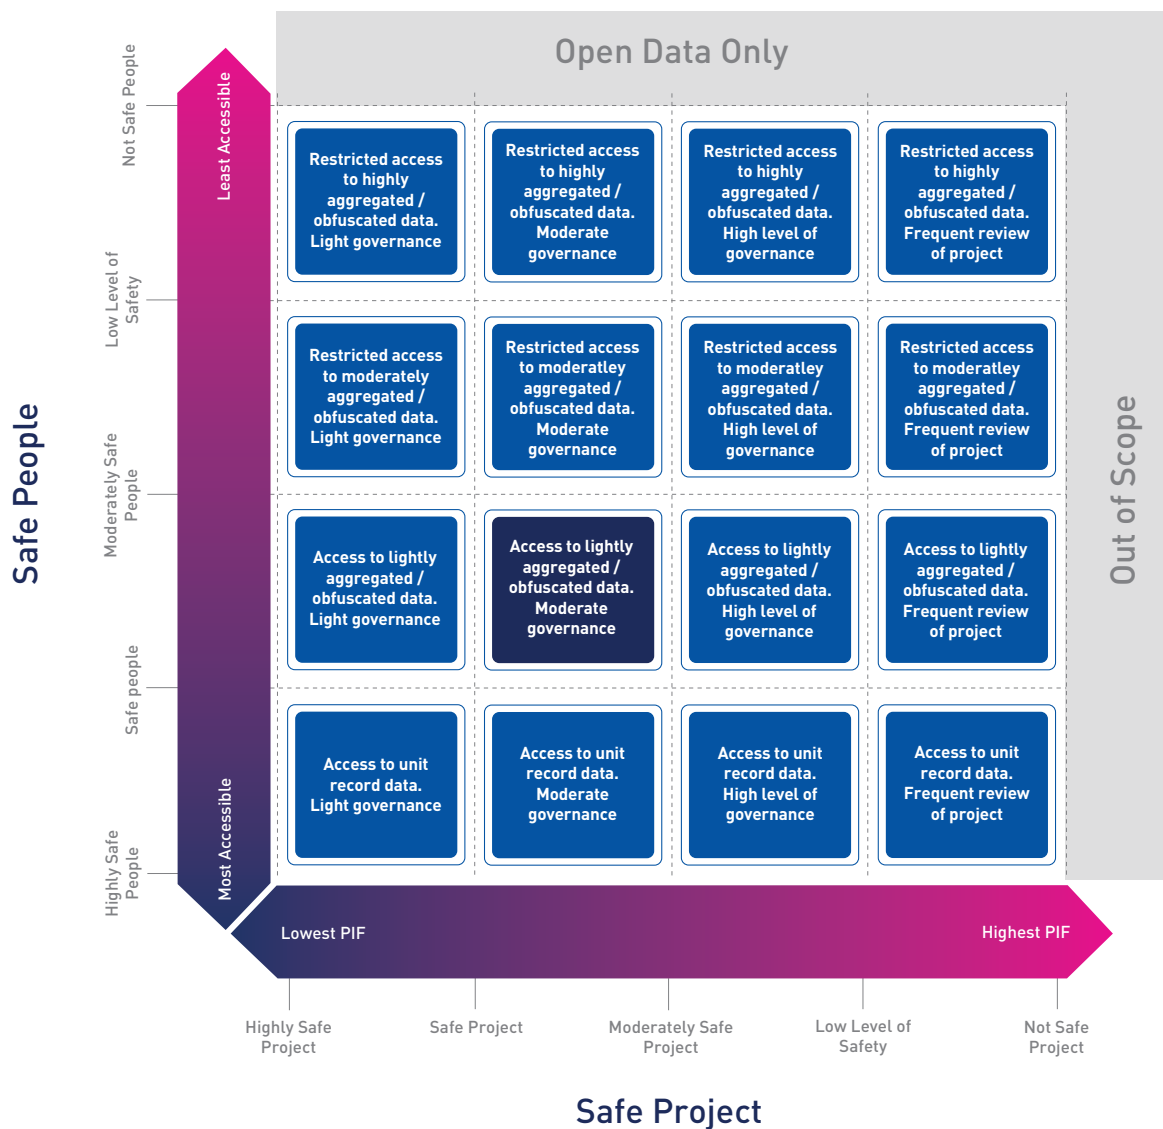 Open Data Only
Out of Scope
Safe People
Not Safe People
Low Level of
Safety
Moderately Safe
People
Safe people
Highly Safe
People
Least Accessible
Most Accessible
Restricted access
to highly
aggregated /
obfuscated data.
Light governance
Restricted access
to highly
aggregated /
obfuscated data.
Moderate
governance
Restricted access
to highly
aggregated /
obfuscated data.
High level of
governance
Restricted access
to highly
aggregated /
obfuscated data.
Frequent review
of project
Restricted access
to moderately
aggregated /
obfuscated data.
Light governance
Restricted access
to moderatley
aggregated /
obfuscated data.
Moderate
governance
Restricted access
to moderatley
aggregated /
obfuscated data.
High level of
governance
Restricted access
to moderatley
aggregated /
obfuscated data.
Frequent review
of project
Access to lightly
aggregated /
obfuscated data.
Light governance
Access to lightly
aggregated /
obfuscated data.
Moderate
governance
Access to lightly
aggregated /
obfuscated data.
High level of
governance
Access to lightly
aggregated /
obfuscated data.
Frequent review
of project
Access to unit
record data.
Light governance
Access to unit
record data.
Moderate
governance
Access to unit
record data.
High level of
governance
Access to unit
record data.
Frequent review
of project
Lowest PIF
Highest PIF
Highly Safe
Project
Safe Project
Moderately Safe
Project
Low Level of
Safety
Not Safe
Project
Safe Project